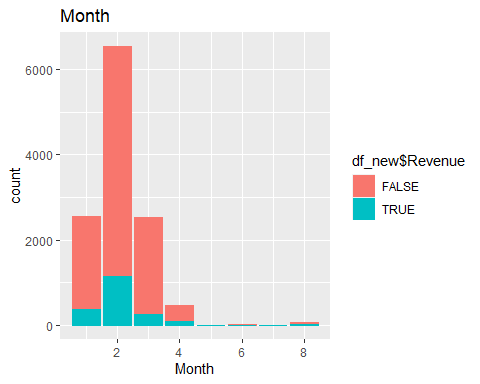 Month
6000
4000
2000
0
count
2 4 6 8
Month
df_new$Revenue
FALSE
TRUE